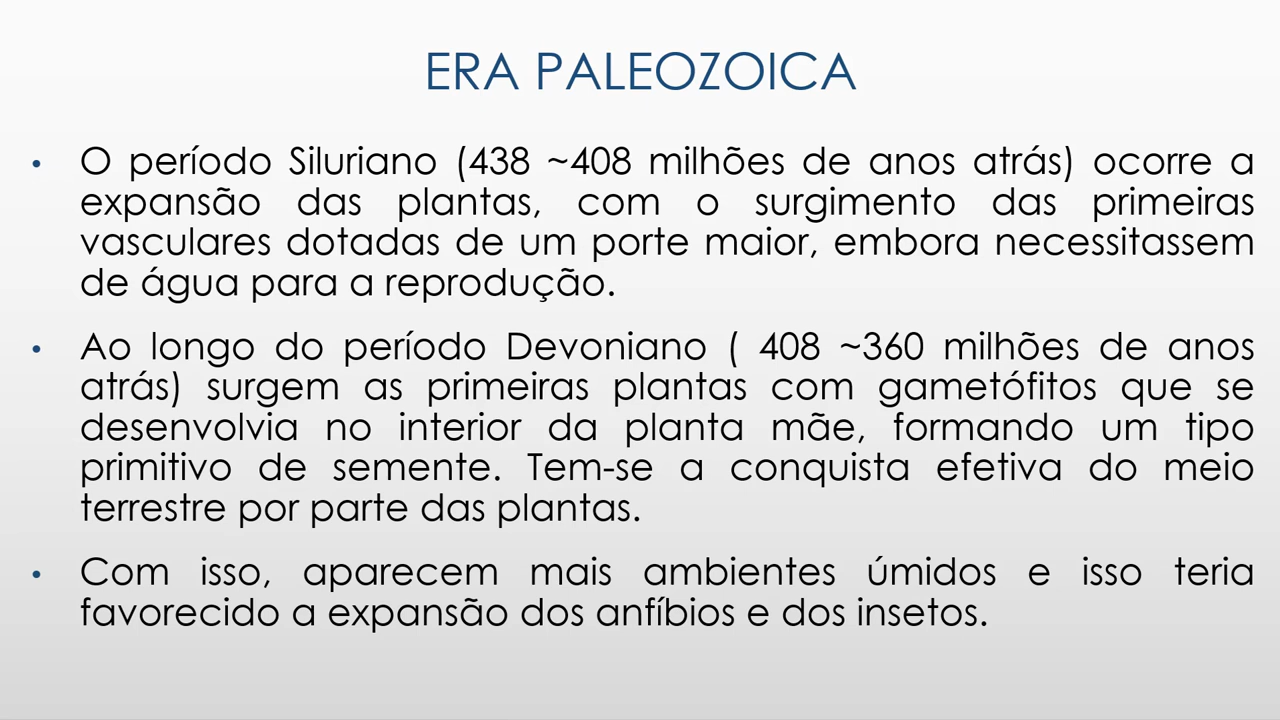 ERA PALEOZOICA
• O período Siluriano (438 ~408 milhões de anos atrás) ocorre a
expansão das plantas, com o surgimento das primeiras
vasculares dotadas de um porte maior, embora necessitassem
de água para a reprodução.
• Ao longo do período Devoniano ( 408 ~360 milhões de anos
atrás) surgem as primeiras plantas com gametófitos que se
desenvolvia no interior da planta mãe, formando um tipo
primitivo de semente. Tem-se a conquista efetiva do meio
terrestre por parte das plantas.
• Com isso, aparecem mais ambientes úmidos e isso teria
favorecido a expansão dos anfíbios e dos insetos.